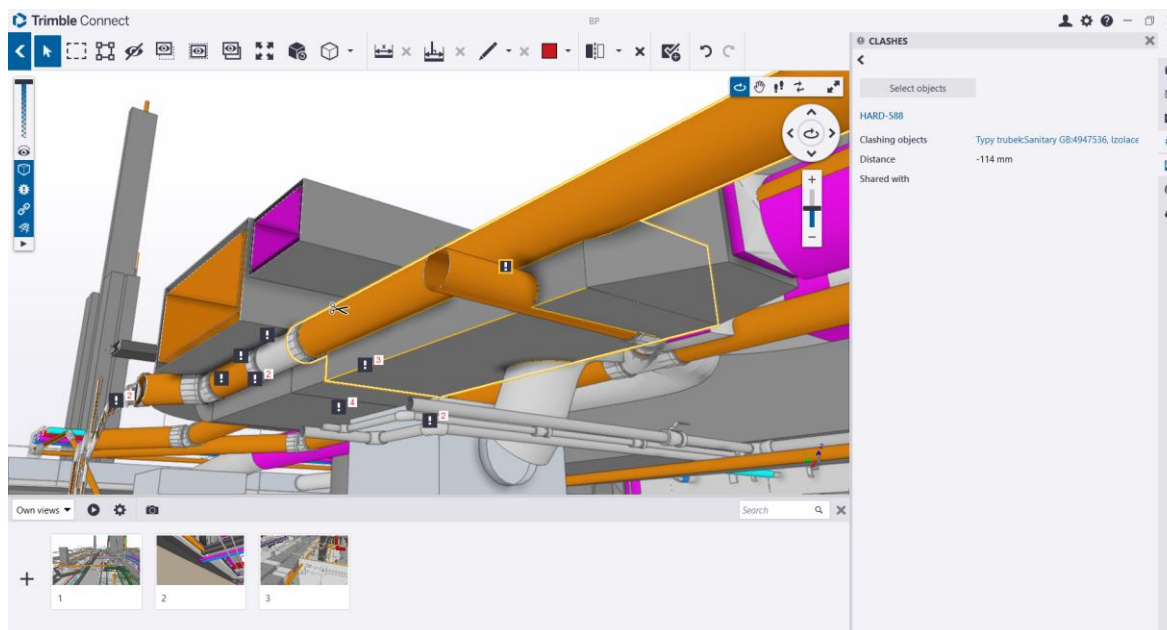 Trimble Connect
BP
CLASHES
Select objects
HARD-588
Clashing objects
Typy trubek:Sanitary GB:4947536, Izolace
Distance
-114 mm
Shared with
3
2
2
4
2
Own views
Search
1
2
3